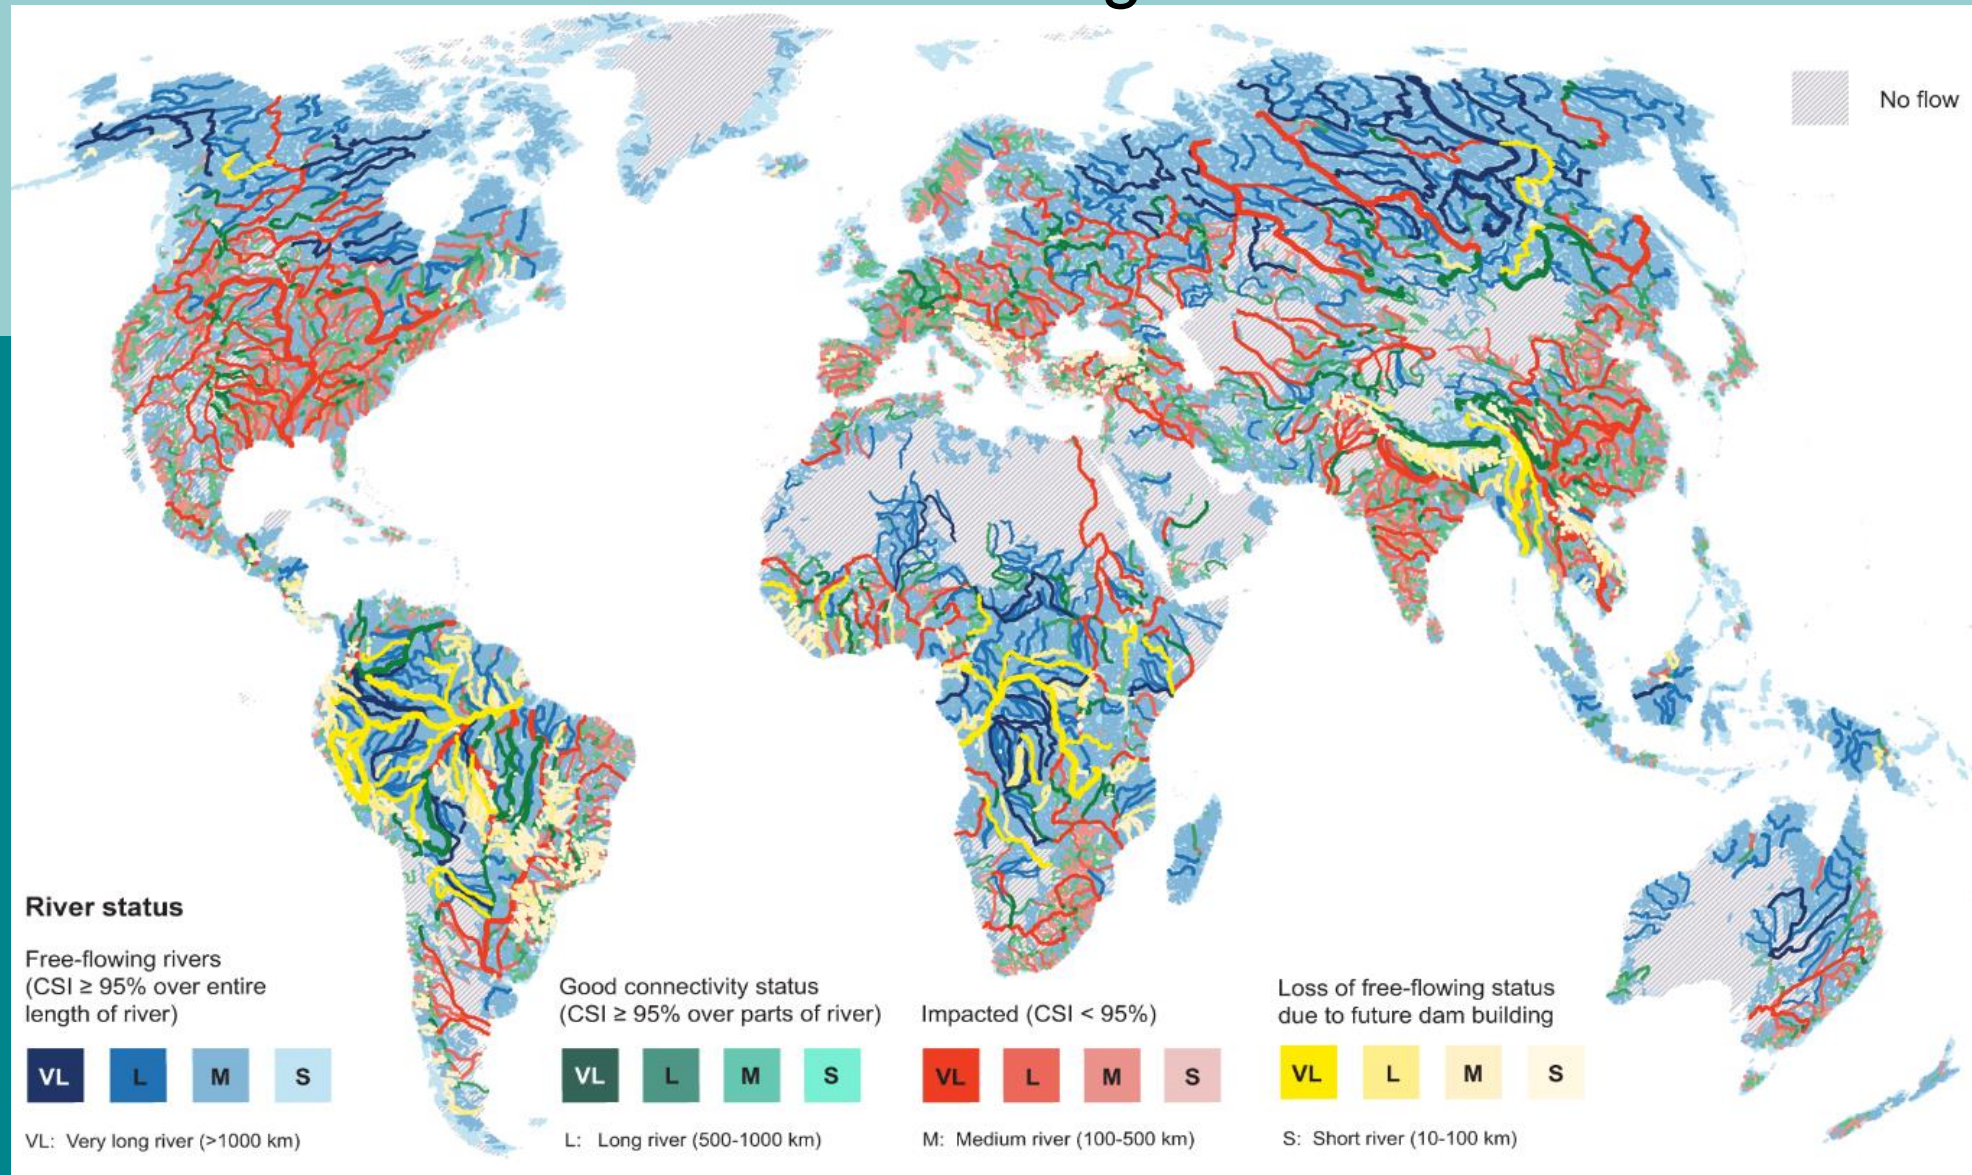 No flow
River status
Free-flowing rivers
(CSI ≥ 95% over entire
length of river)
VL L M S
VL: Very long river (>1000 km)
Good connectivity status
(CSI ≥ 95% over parts of river)
VL L M S
L: Long river (500-1000 km)
Impacted (CSI < 95%)
VL L M S
M: Medium river (100-500 km)
Loss of free-flowing status
due to future dam building
VL L M S
S: Short river (10-100 km)